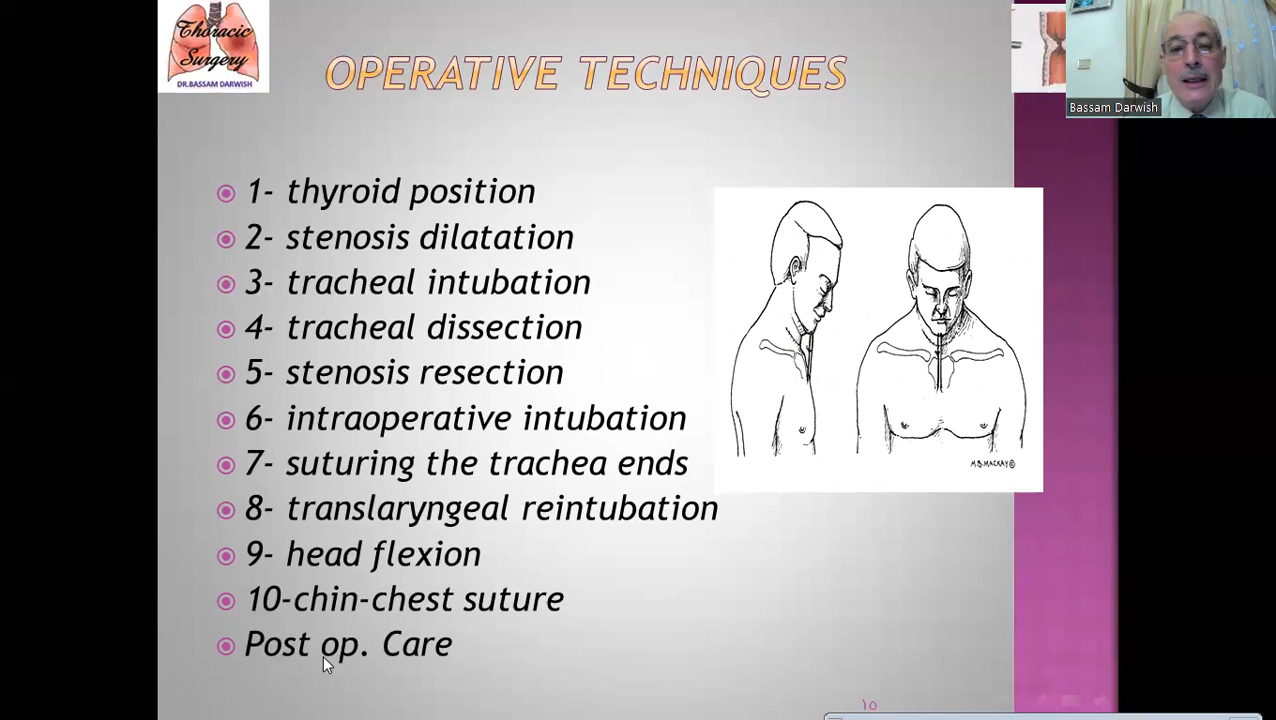 Thoracic
Surgery
DR.BASSAM DARWISH
OPERATIVE TECHNIQUES
Bassam Darwish
1- thyroid position
2- stenosis dilatation
3- tracheal intubation
4- tracheal dissection
5- stenosis resection
6- intraoperative intubation
7- suturing the trachea ends
8- translaryngeal reintubation
9- head flexion
10-chin-chest suture
Post op. Care
M.B.MACKAY©
١٥